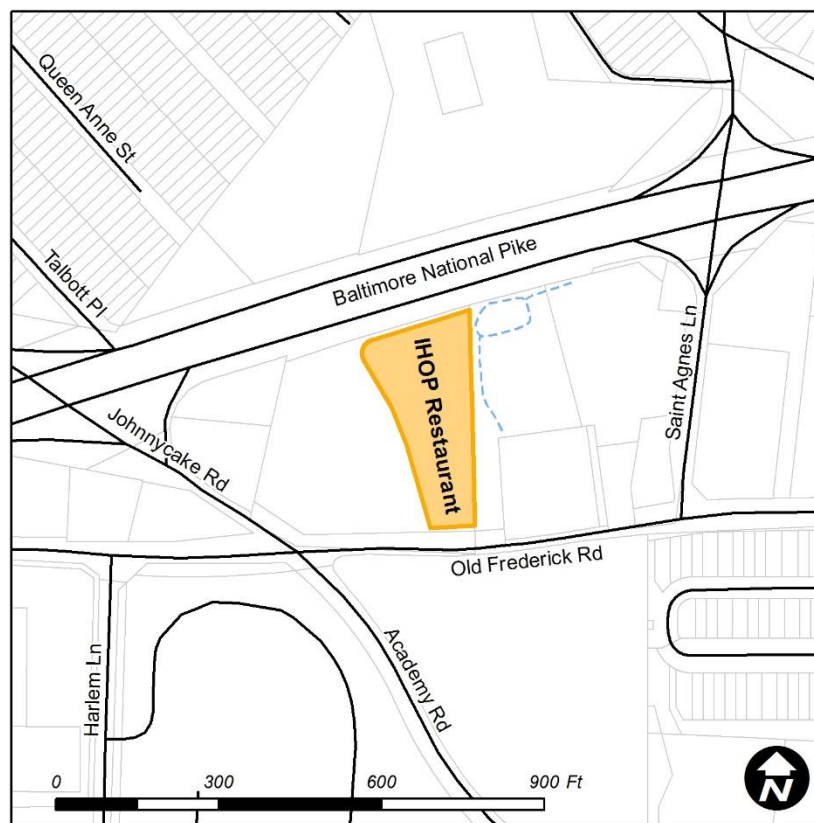 Queen Anne St
Talbott Pl
Baltimore National Pike
IHOP Restaurant
Saint Agnes Ln
Johnnycake Rd
Old Frederick Rd
Harlem Ln
Academy Rd
0 300 600 900 Ft
N